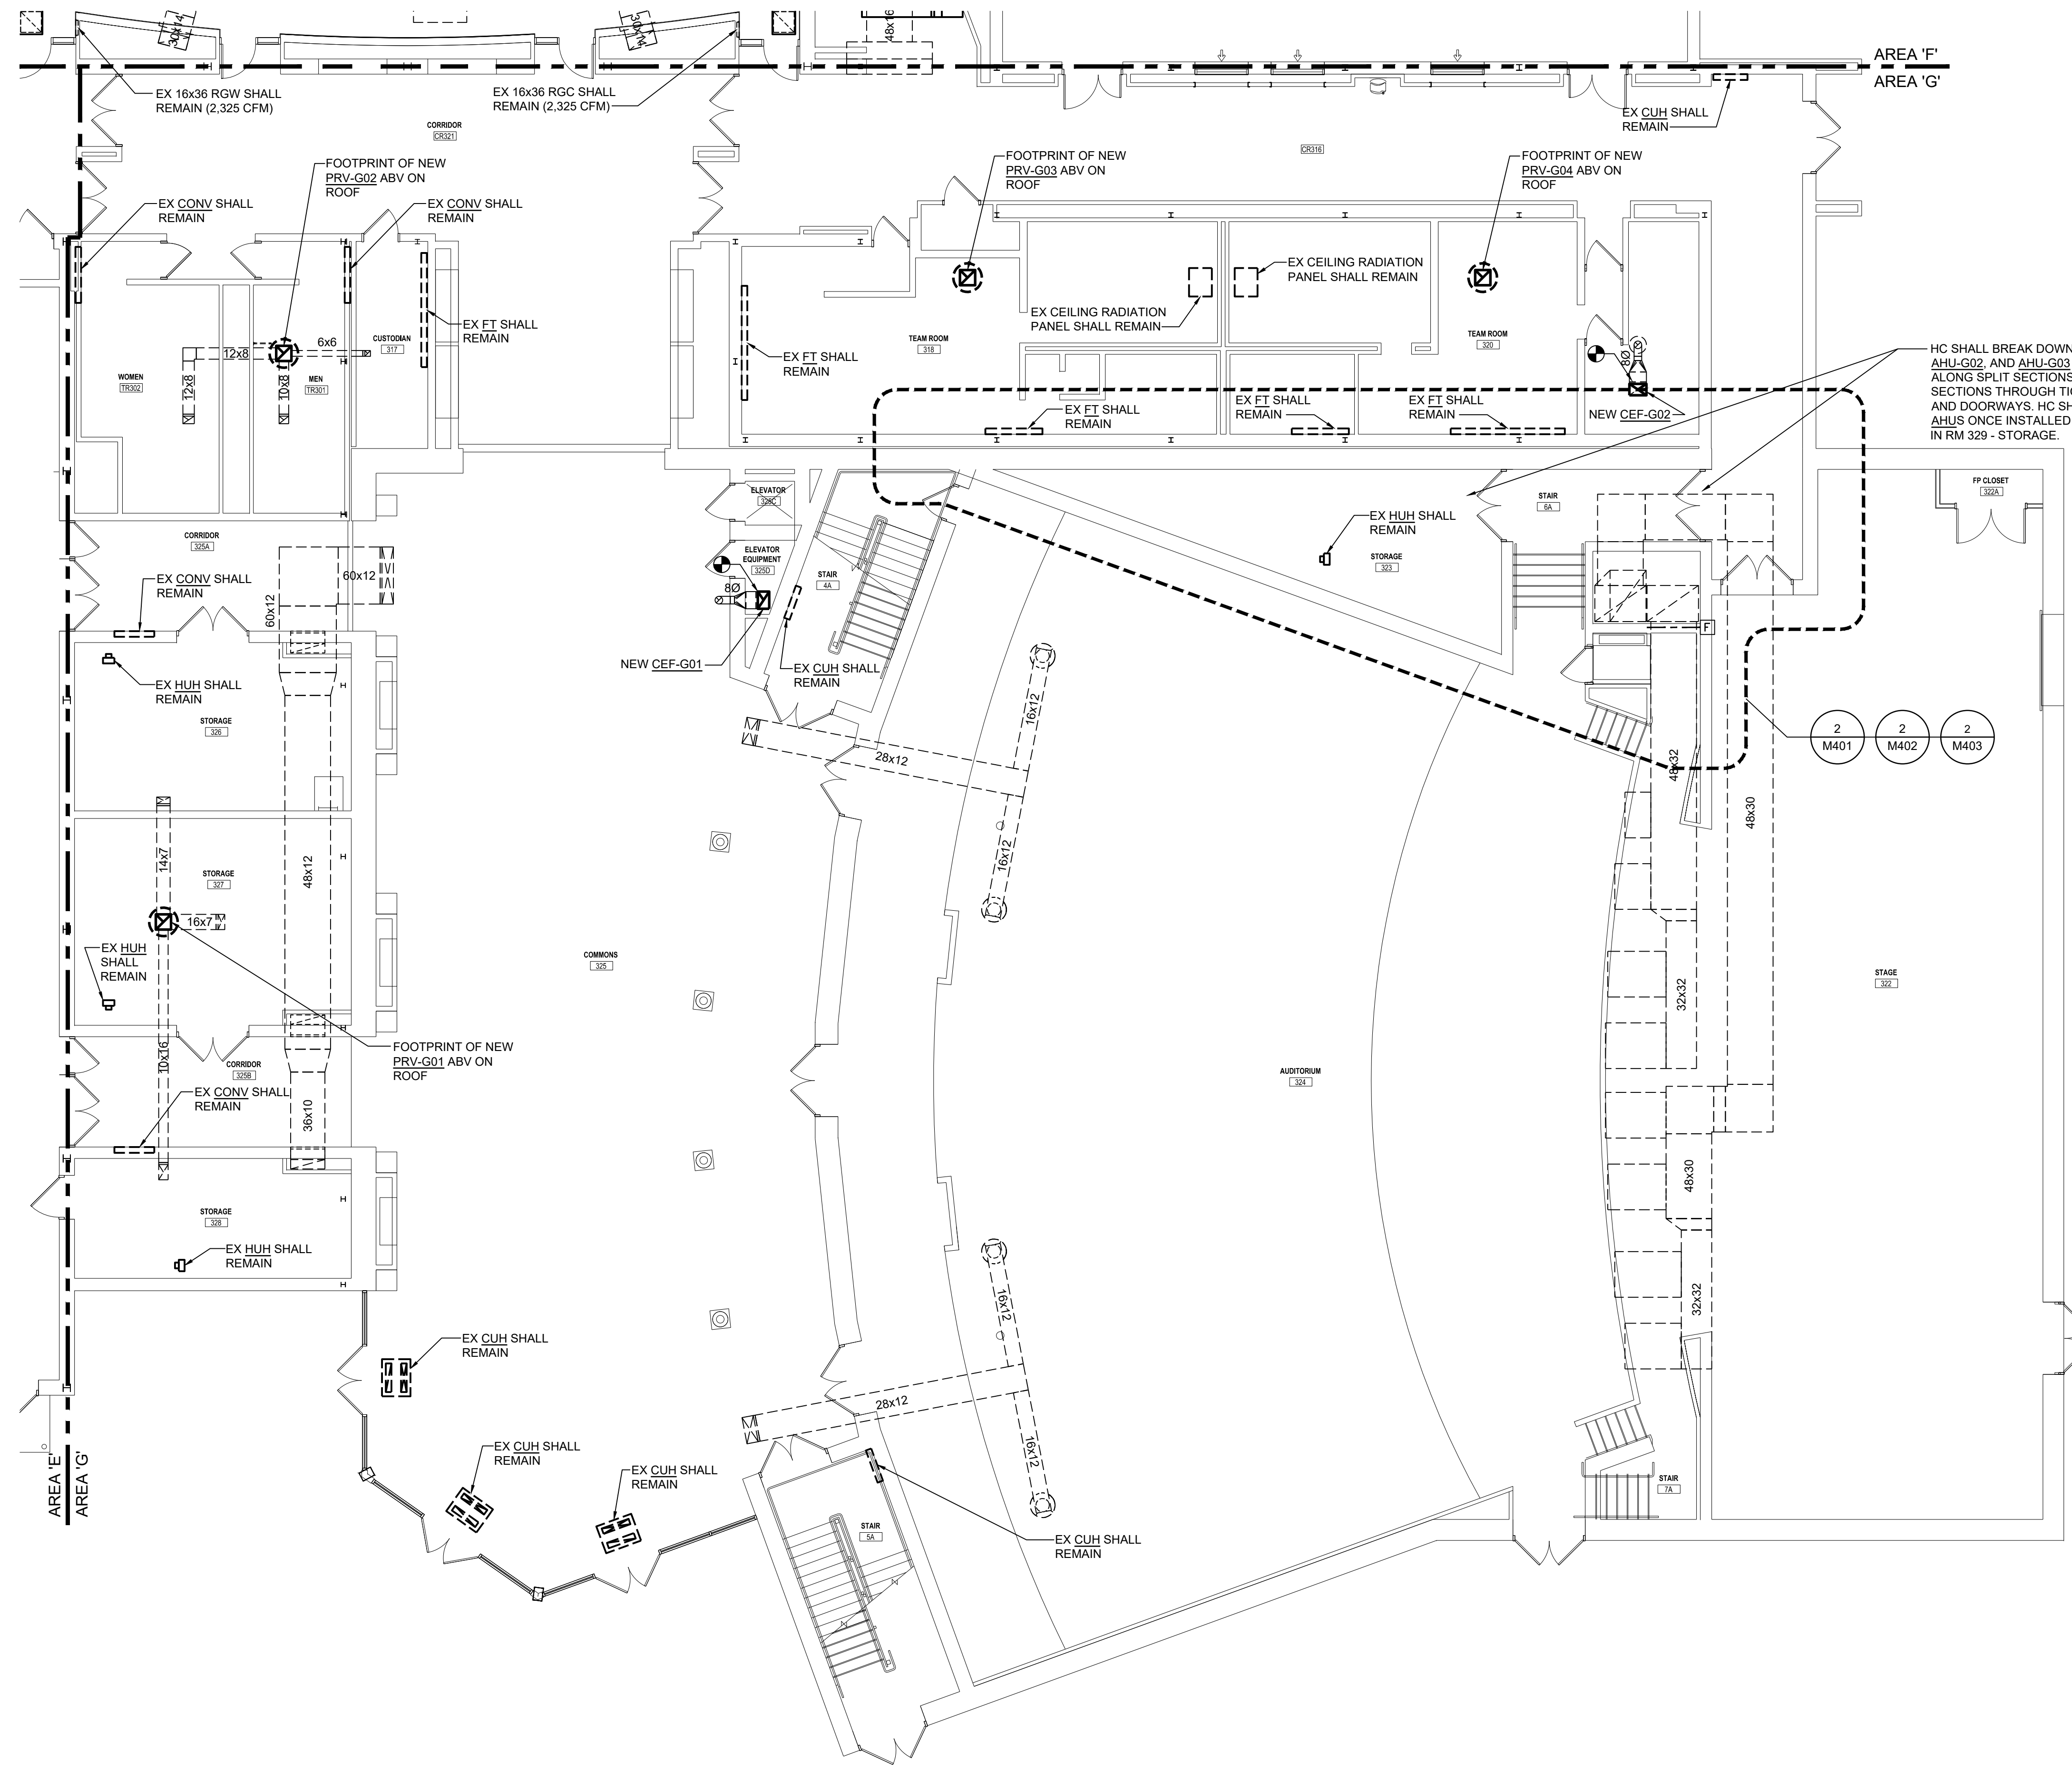 30x14
30x14
48x16
AREA 'F'
AREA 'G'
EX 16x36 RGW SHALL
REMAIN (2,325 CFM)
EX 16x36 RGC SHALL
REMAIN (2,325 CFM)
EX CUH SHALL
REMAIN
CORRIDOR
CR321
CR316
FOOTPRINT OF NEW
PRV-G02 ABV ON
ROOF
FOOTPRINT OF NEW
PRV-G03 ABV ON
ROOF
FOOTPRINT OF NEW
PRV-G04 ABV ON
ROOF
EX CONV SHALL
REMAIN
EX CONV SHALL
REMAIN
EX CEILING RADIATION
PANEL SHALL REMAIN
EX CEILING RADIATION
PANEL SHALL REMAIN
EX FT SHALL
REMAIN
CUSTODIAN
317
TEAM ROOM
318
TEAM ROOM
320
12x8
6x6
EX FT SHALL
REMAIN
8Ø
HC SHALL BREAK DOWN
AHU-G02, AND AHU-G03
ALONG SPLIT SECTIONS
SECTIONS THROUGH TIG
AND DOORWAYS. HC SH
AHUS ONCE INSTALLED
IN RM 329 - STORAGE.
WOMEN
TR302
12x8
10x8
MEN
TR301
EX FT SHALL
REMAIN
EX FT SHALL
REMAIN
EX FT SHALL
REMAIN
NEW CEF-G02
ELEVATOR
325C
STAIR
6A
FP CLOSET
322A
EX HUH SHALL
REMAIN
STORAGE
323
CORRIDOR
325A
ELEVATOR
EQUIPMENT
325D
STAIR
4A
8Ø
60x12
60x12
EX CONV SHALL
REMAIN
F
NEW CEF-G01
EX CUH SHALL
REMAIN
EX HUH SHALL
REMAIN
STORAGE
326
16x12
28x12
48x32
2
M401
2
M402
2
M403
48x30
14x7
48x12
16x12
STORAGE
327
16x7
EX HUH
SHALL
REMAIN
COMMONS
325
STAGE
322
32x32
FOOTPRINT OF NEW
PRV-G01 ABV ON
ROOF
10x16
CORRIDOR
325B
AUDITORIUM
324
EX CONV SHALL
REMAIN
36x10
48x30
STORAGE
328
EX HUH SHALL
REMAIN
16x12
32x32
EX CUH SHALL
REMAIN
28x12
EX CUH SHALL
REMAIN
16x12
EX CUH SHALL
REMAIN
AREA 'E'
AREA 'G'
STAIR
7A
STAIR
5A
EX CUH SHALL
REMAIN